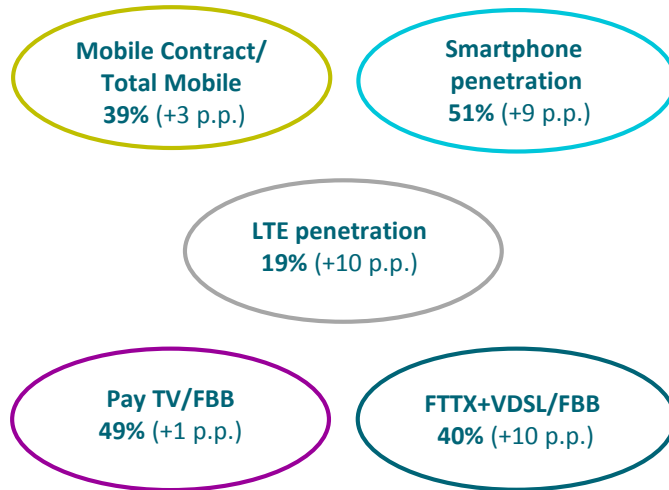 Mobile Contract/
Total Mobile
39% (+3 p.p.)
Smartphone
penetration
51% (+9 p.p.)
LTE penetration
19% (+10 p.p.)
Pay TV/FBB
49% (+1 p.p.)
FTTX+VDSL/FBB
40% (+10 p.p.)